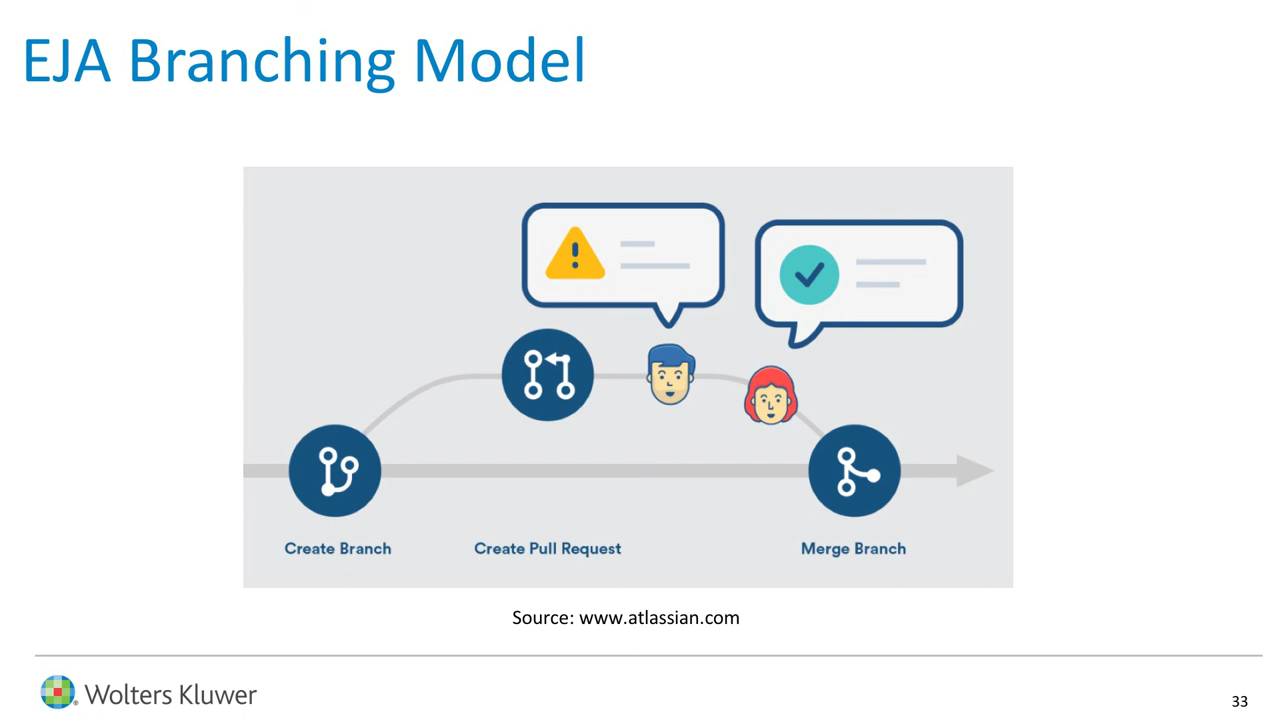 EJA Branching Model
Create Branch
Create Pull Request
Merge Branch
Source: www.atlassian.com
Wolters Kluwer
33